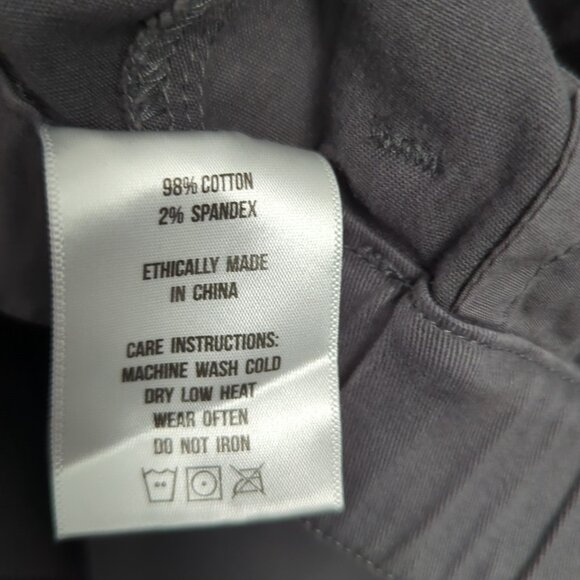 98% COTTON
2% SPANDEX
ETHICALLY MADE
IN CHINA
CARE INSTRUCTIONS:
MACHINE WASH COLD
DRY LOW HEAT
WEAR OFTEN
DO NOT IRON